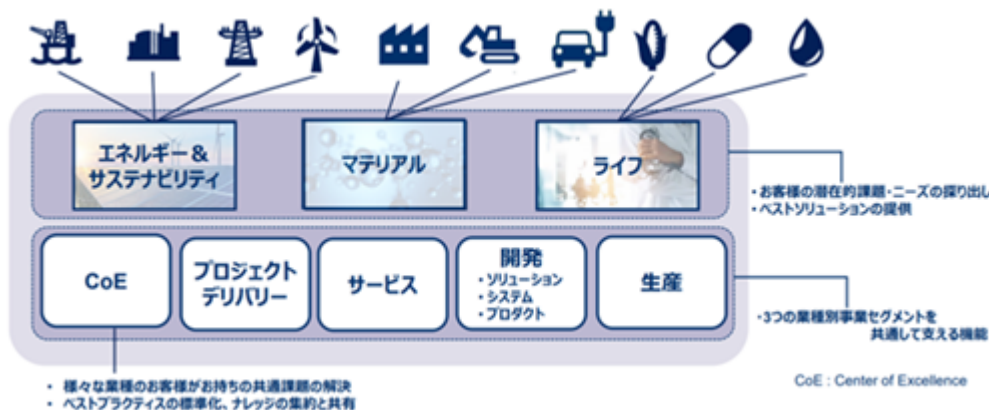 エネルギー&
サステナビリティ
マテリアル
ライフ
・お客様の潜在的課題・ニーズの探り出し
・ベストソリューションの提供
CoE
プロジェクト
デリバリー
サービス
開発
・ソリューション
・システム
・プロダクト
生産
・3つの業種別事業セグメントを
共通して支える機能
・ 様々な業種のお客様がお持ちの共通課題の解決
・ ベストプラクティスの標準化、ナレッジの集約と共有
CoE : Center of Excellence